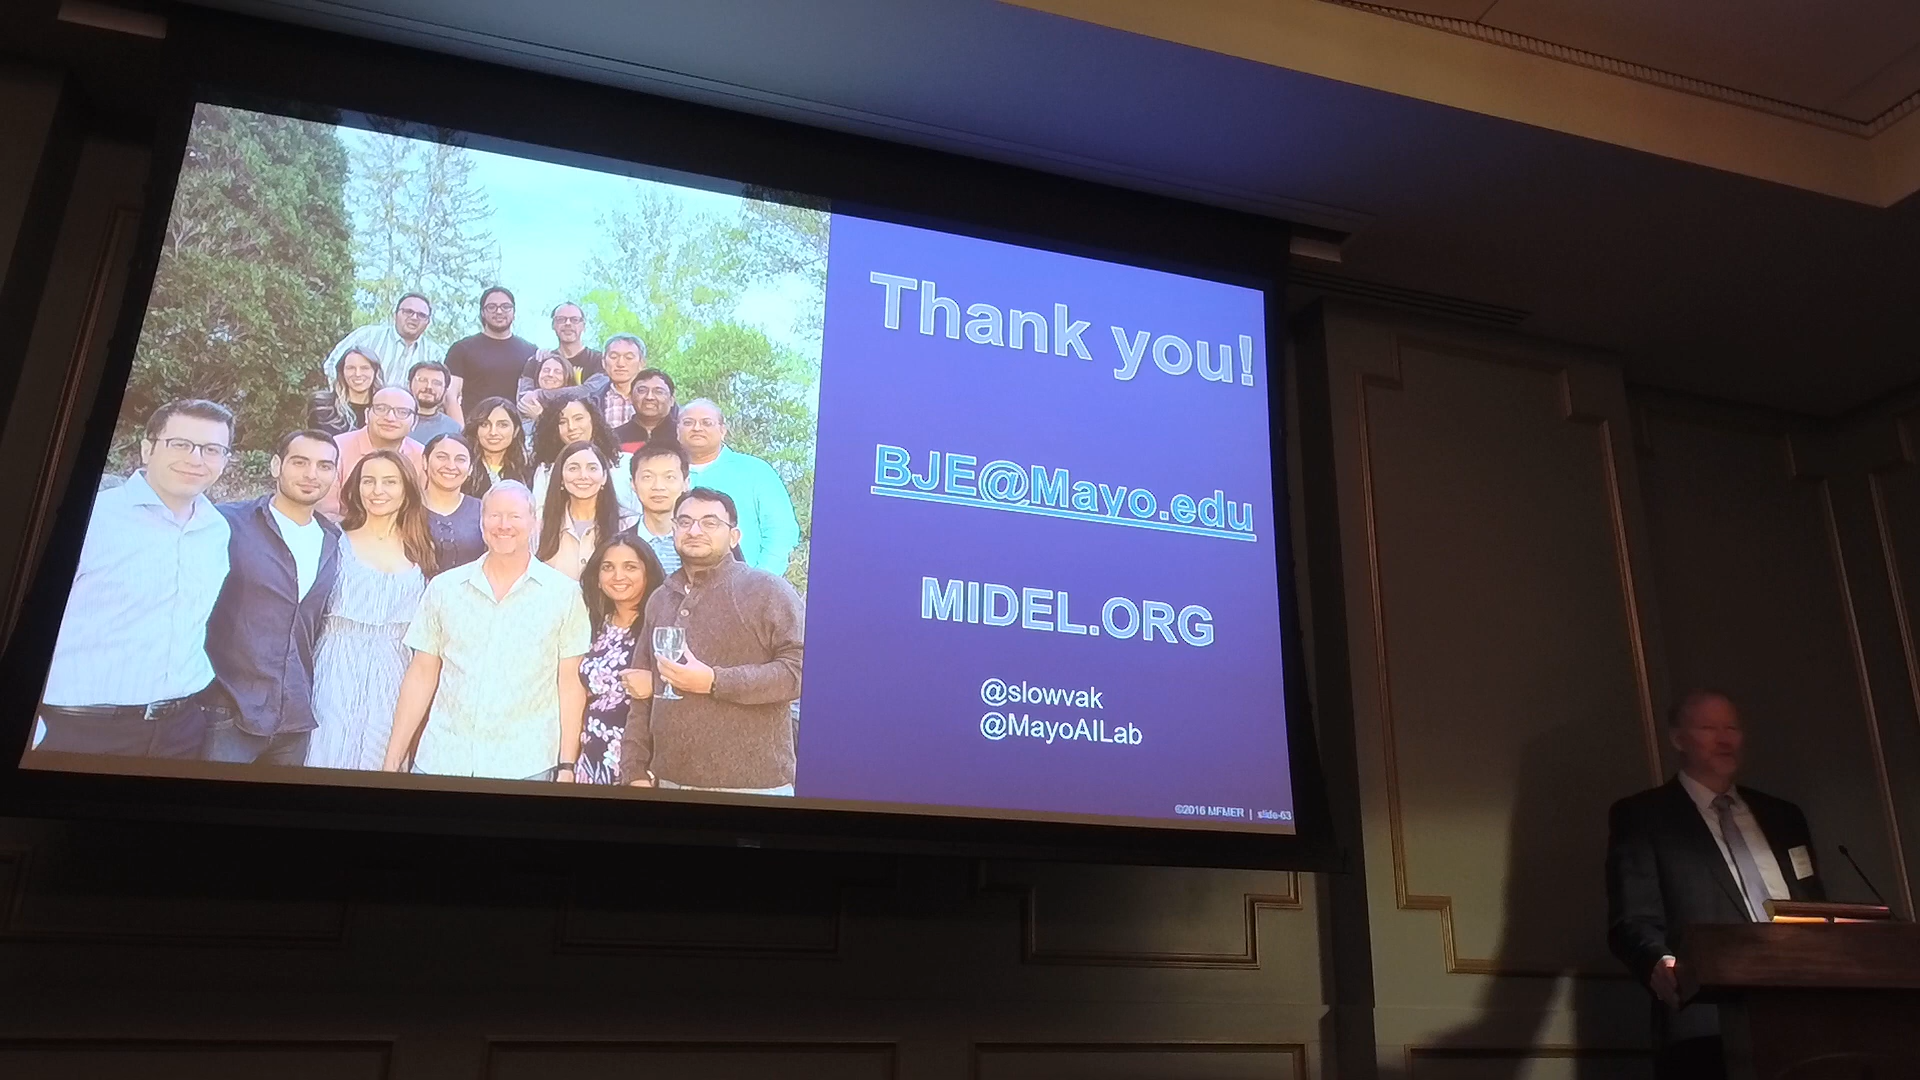 Thank you!
BJE@Mayo.edu
MIDEL.ORG
@slowvak
@MayoAILab
©2016 MFMER | slide-63